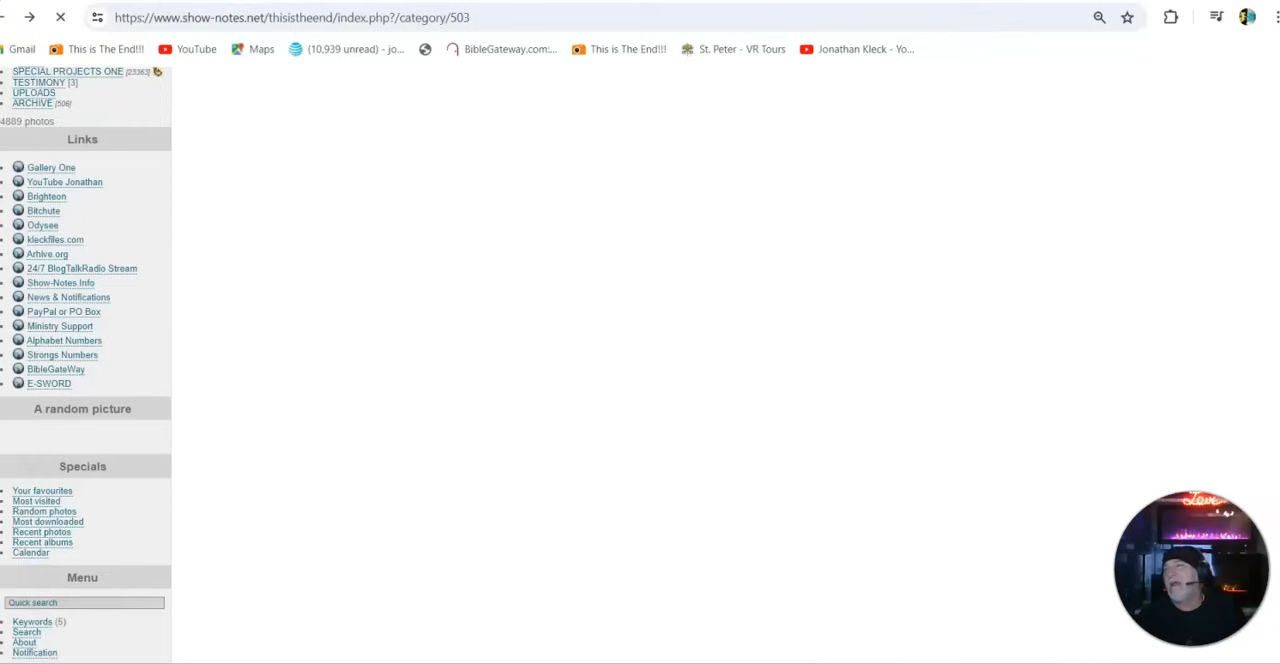 https://www.show-notes.net/thisistheend/index.php?/category/503
Gmail This is The End!!! YouTube Maps (10,939 unread) - jo... BibleGateway.com:... This is The End!!! St. Peter - VR Tours Jonathan Kleck - Yo...
SPECIAL PROJECTS ONE [23363]
TESTIMONY [3]
UPLOADS
ARCHIVE [506]
4889 photos
Links
Gallery One
YouTube Jonathan
Brighteon
Bitchute
Odysee
kleckfiles.com
Arhive.org
24/7 BlogTalkRadio Stream
Show-Notes.Info
News & Notifications
PayPal or PO Box
Ministry Support
Alphabet Numbers
Strongs Numbers
BibleGateWay
E-SWORD
A random picture
Specials
Your favourites
Most visited
Random photos
Most downloaded
Recent photos
Recent albums
Calendar
Menu
Quick search
Keywords (5)
Search
About
Notification
Love